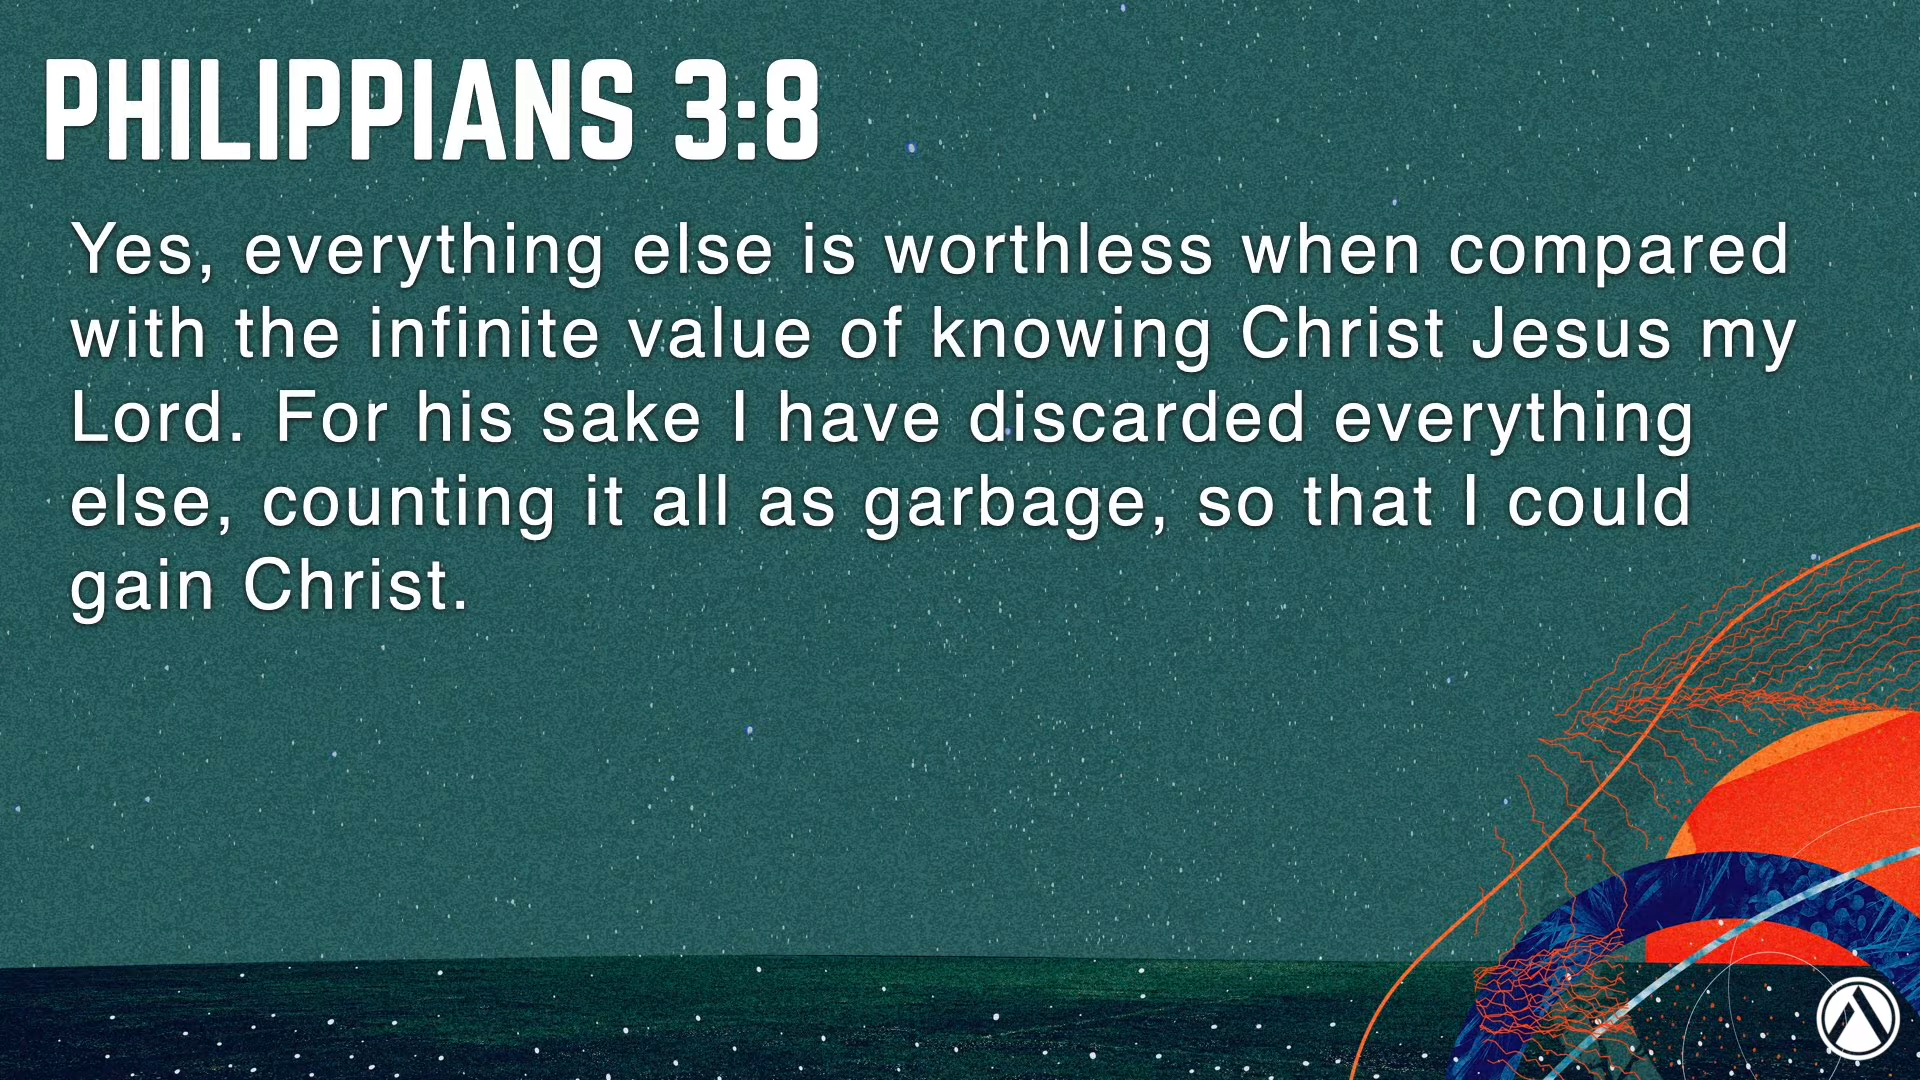 PHILIPPIANS 3:8
Yes, everything else is worthless when compared
with the infinite value of knowing Christ Jesus my
Lord. For his sake I have discarded everything
else, counting it all as garbage, so that I could
gain Christ.